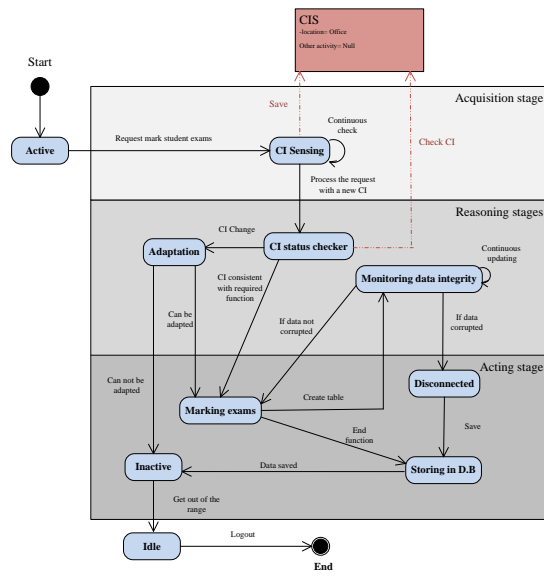 CIS
-location= Office
Other activity= Null
Start
Acquisition stage
Save
Continuous
check
Request mark student exams
Check CI
Active
CI Sensing
Process the request
with a new CI
Reasoning stages
CI Change
Adaptation
CI status checker
Continuous
updating
Monitoring data integrity
CI consistent
with required
function
Can be
adapted
If data not
corrupted
If data
corrupted
Acting stage
Can not be
adapted
Disconnected
Marking exams
Create table
Save
End
function
Inactive
Data saved
Storing in D.B
Get out of the
range
Idle
Logout
End